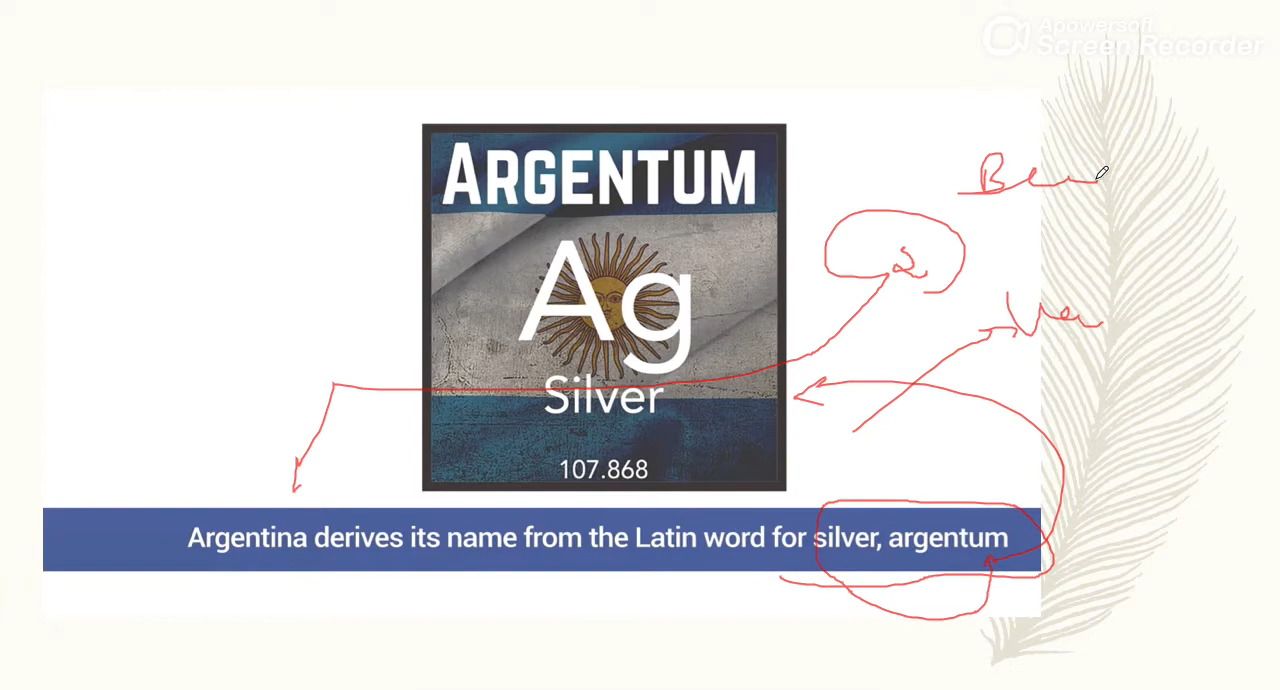 Apowersoft
Screen Recorder
ARGENTUM
Ag
Silver
107.868
Argentina derives its name from the Latin word for silver, argentum